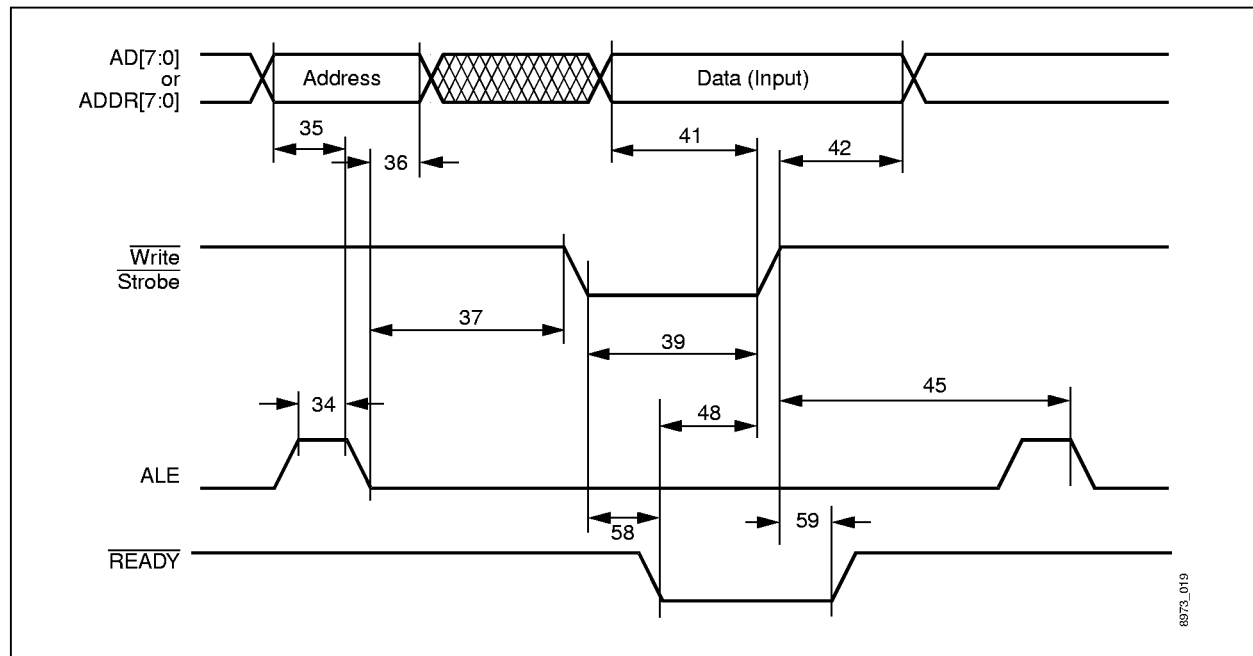 AD[7:0]
or
ADDR[7:0]
Address
Data (Input)
35
36
41
42
Write
Strobe
37
39
45
34
48
ALE
58
59
READY
8973_019